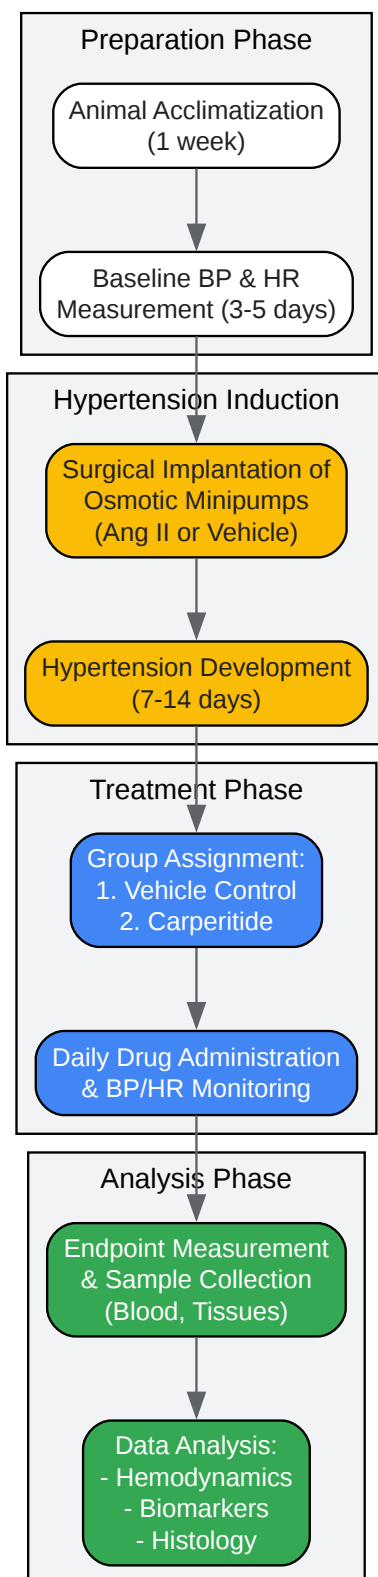 Preparation Phase
Animal Acclimatization
(1 week)
Baseline BP & HR
Measurement (3-5 days)
Hypertension Induction
Surgical Implantation of
Osmotic Minipumps
(Ang II or Vehicle)
Hypertension Development
(7-14 days)
Treatment Phase
Group Assignment:
1. Vehicle Control
2. Carperitide
Daily Drug Administration
& BP/HR Monitoring
Analysis Phase
Endpoint Measurement
& Sample Collection
(Blood, Tissues)
Data Analysis:
- Hemodynamics
- Biomarkers
- Histology